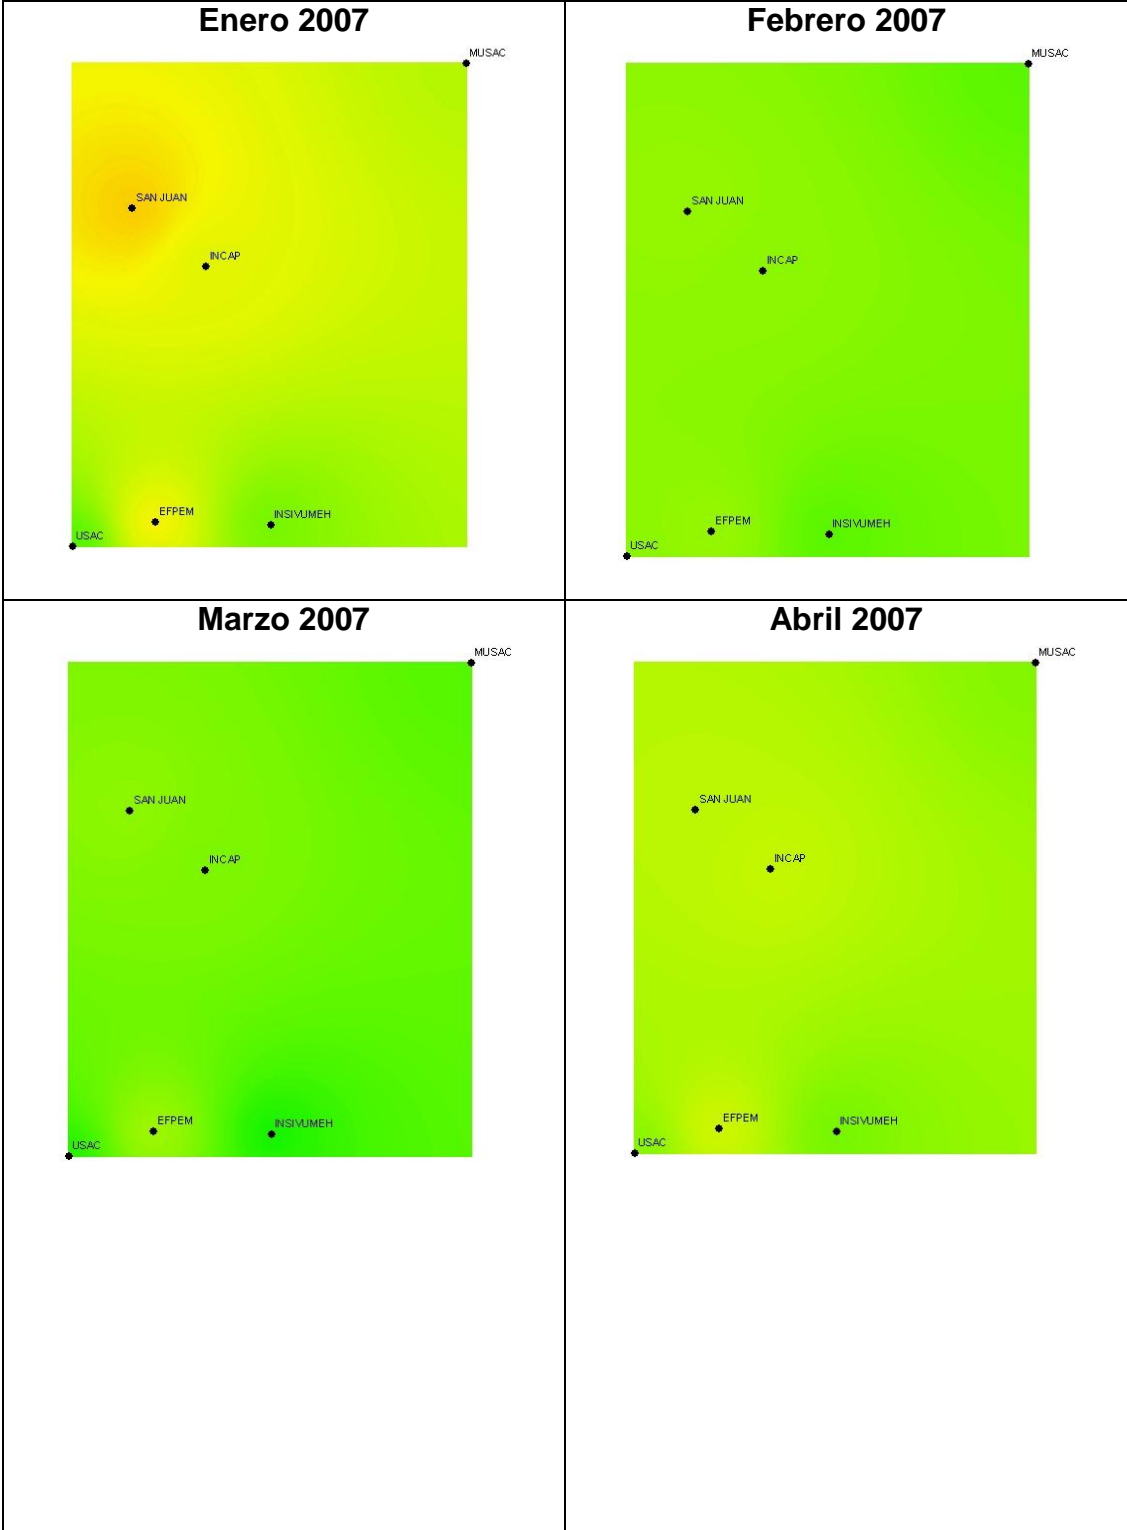 Enero 2007
MUSAC
SAN JUAN
INCAP
EFPEM
INSIVUMEH
USAC
Febrero 2007
MUSAC
SAN JUAN
INCAP
EFPEM
INSIVUMEH
USAC
Marzo 2007
MUSAC
SAN JUAN
INCAP
EFPEM
INSIVUMEH
USAC
Abril 2007
MUSAC
SAN JUAN
INCAP
EFPEM
INSIVUMEH
USAC